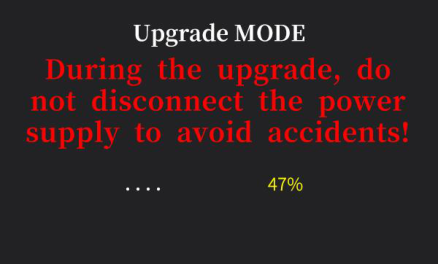 Upgrade MODE
During the upgrade, do
not disconnect the power
supply to avoid accidents!
.... 47%